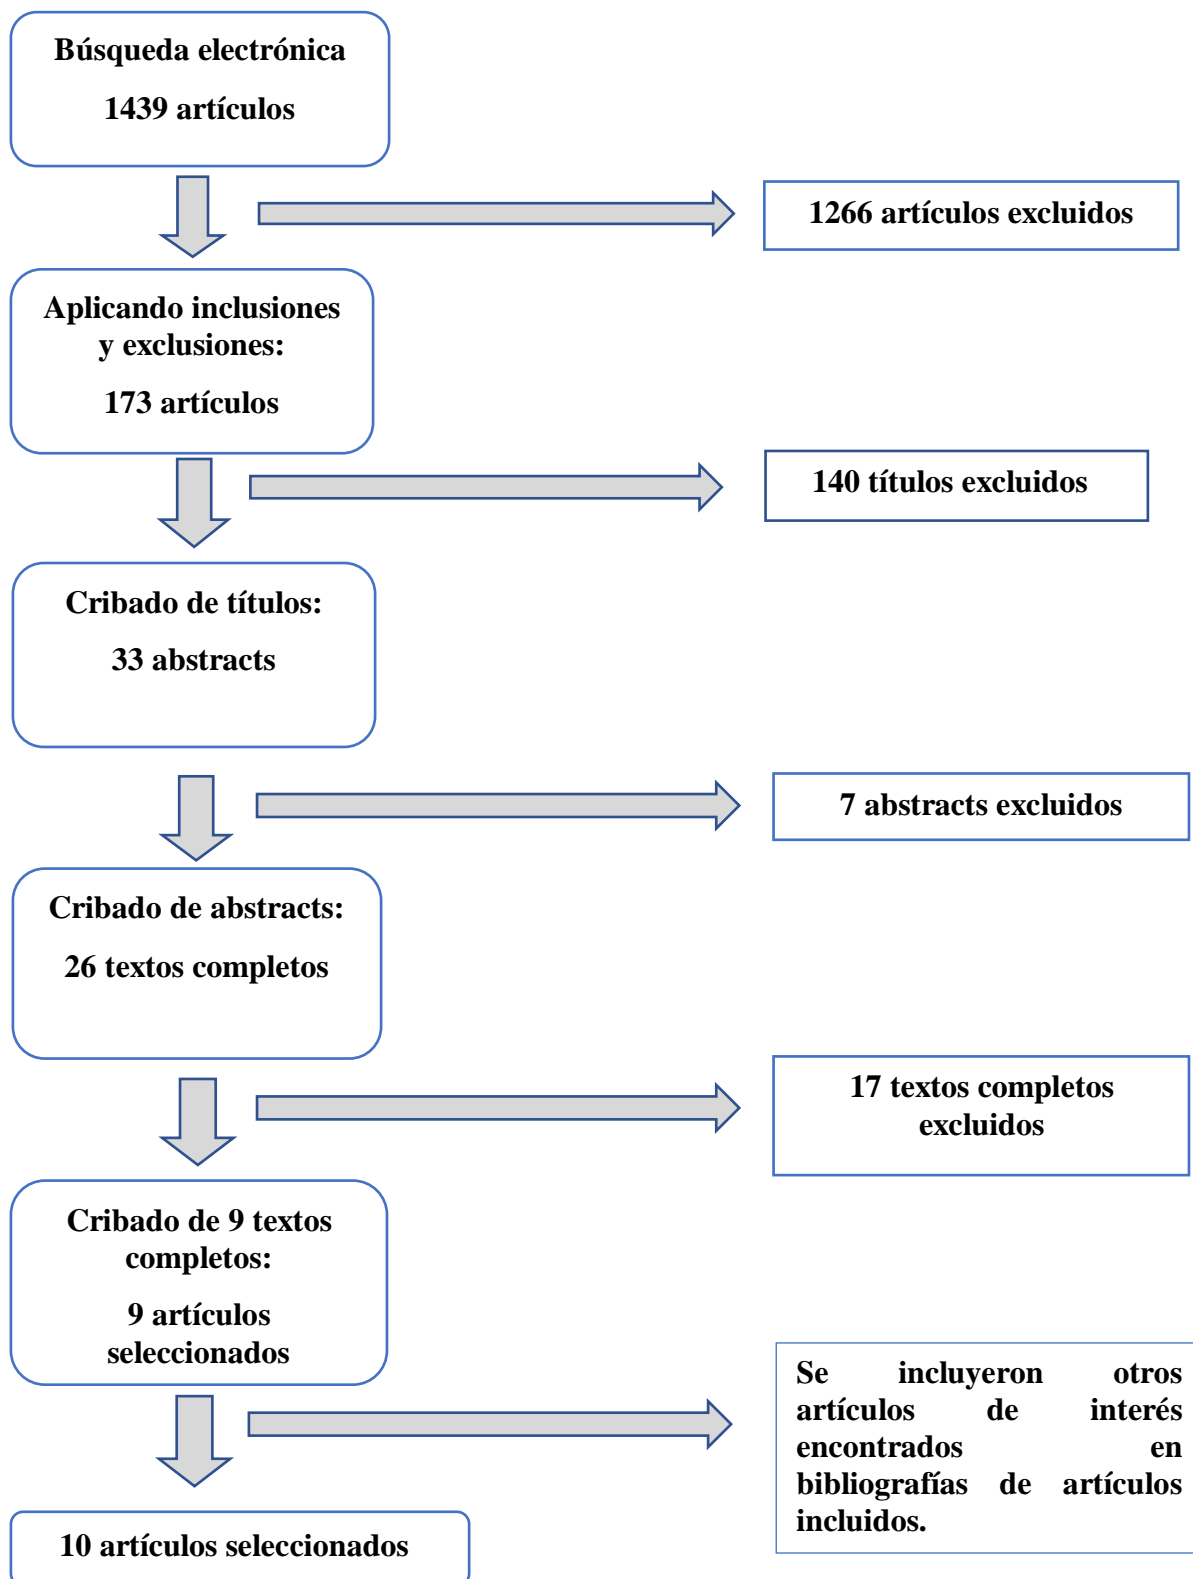 Búsqueda electrónica
1439 artículos
1266 artículos excluidos
Aplicando inclusiones
y exclusiones:
173 artículos
140 títulos excluidos
Cribado de títulos:
33 abstracts
7 abstracts excluidos
Cribado de abstracts:
26 textos completos
17 textos completos
excluidos
Cribado de 9 textos
completos:
9 artículos
seleccionados
Se incluyeron otros
artículos de interés
encontrados en
bibliografías de artículos
incluidos.
10 artículos seleccionados